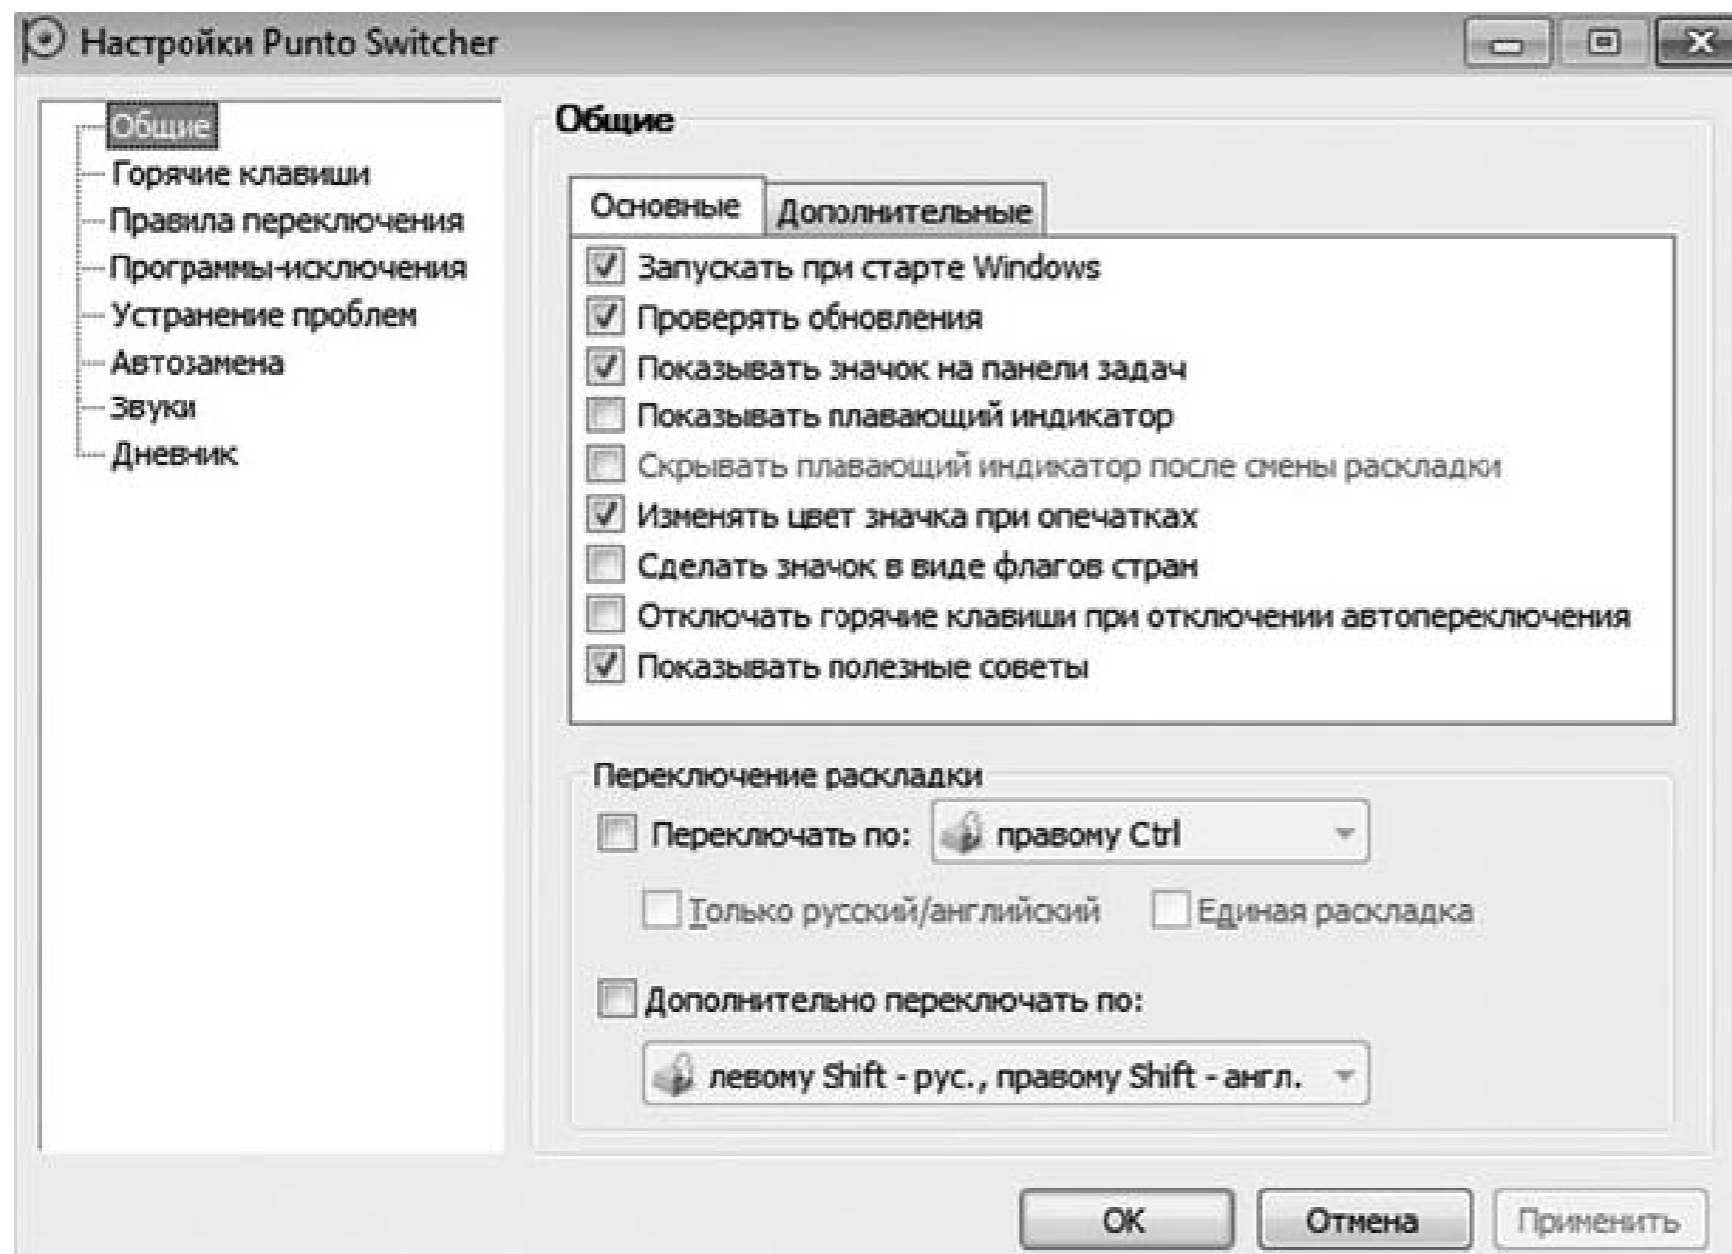 Настройки Punto Switcher
Общие
Горячие клавиши
Правила переключения
Программы-исключения
Устранение проблем
Автозамена
Звуки
Дневник
Общие
Основные Дополнительные
Запускать при старте Windows
Проверять обновления
Показывать значок на панели задач
Показывать плавающий индикатор
Скрывать плавающий индикатор после смены раскладки
Изменять цвет значка при опечатках
Сделать значок в виде флагов стран
Отключать горячие клавиши при отключении автопереключения
Показывать полезные советы
Переключение раскладки
Переключать по: правому Ctrl
Только русский/английский Единая раскладка
Дополнительно переключать по:
левому Shift - рус., правому Shift - англ.
ОК Отмена Применить